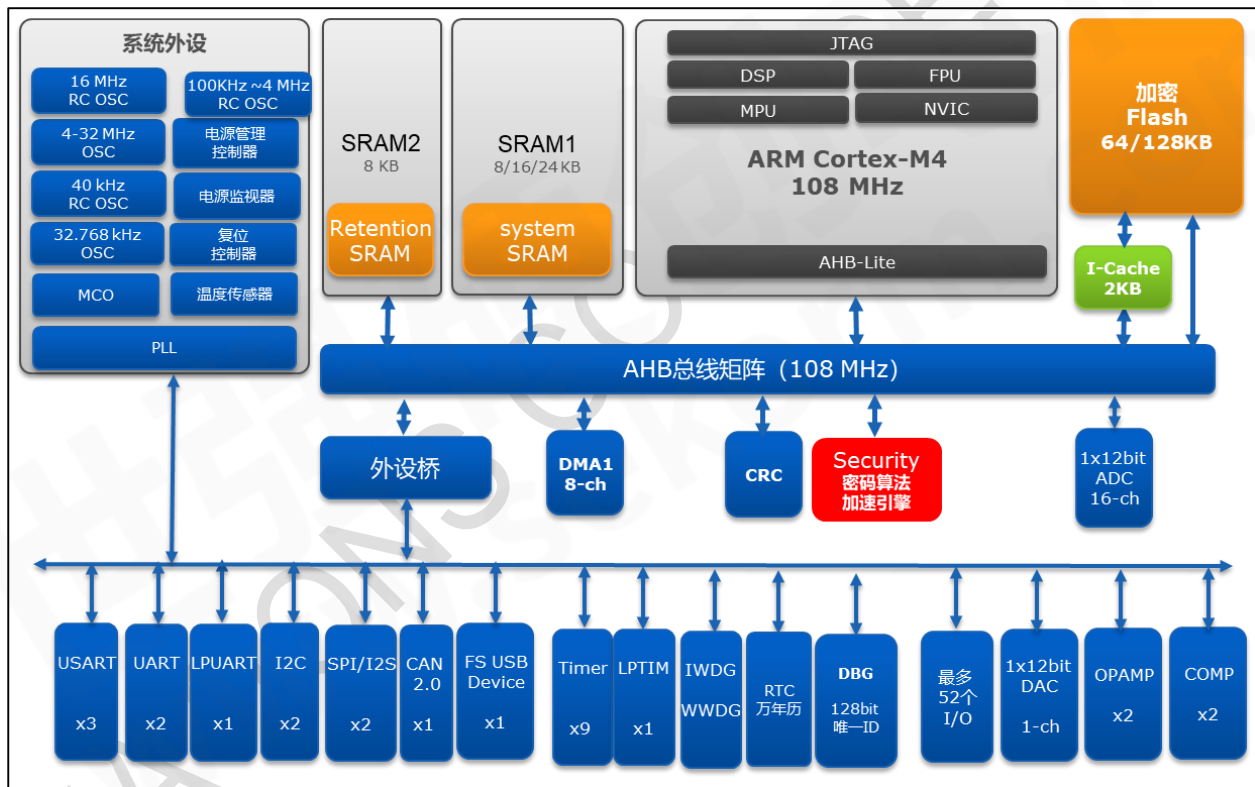 系统外设
16 MHz
RC OSC
100KHz ~4 MHz
RC OSC
4-32 MHz
OSC
电源管理
控制器
40 kHz
RC OSC
电源监视器
32.768 kHz
OSC
复位
控制器
MCO
温度传感器
PLL
SRAM2
8 KB
Retention
SRAM
SRAM1
8/16/24 KB
system
SRAM
JTAG
DSP
FPU
MPU
NVIC
ARM Cortex-M4
108 MHz
AHB-Lite
加密
Flash
64/128KB
I-Cache
2KB
AHB总线矩阵（108 MHz）
外设桥
DMA1
8-ch
CRC
Security
密码算法
加速引擎
1x12bit
ADC
16-ch
USART
x3
UART
x2
LPUART
x1
I2C
x2
SPI/I2S
x2
CAN
2.0
x1
FS USB
Device
x1
Timer
x9
LPTIM
x1
IWDG
WWDG
RTC
万年历
DBG
128bit
唯一ID
最多
52个
I/O
1x12bit
DAC
1-ch
OPAMP
x2
COMP
x2